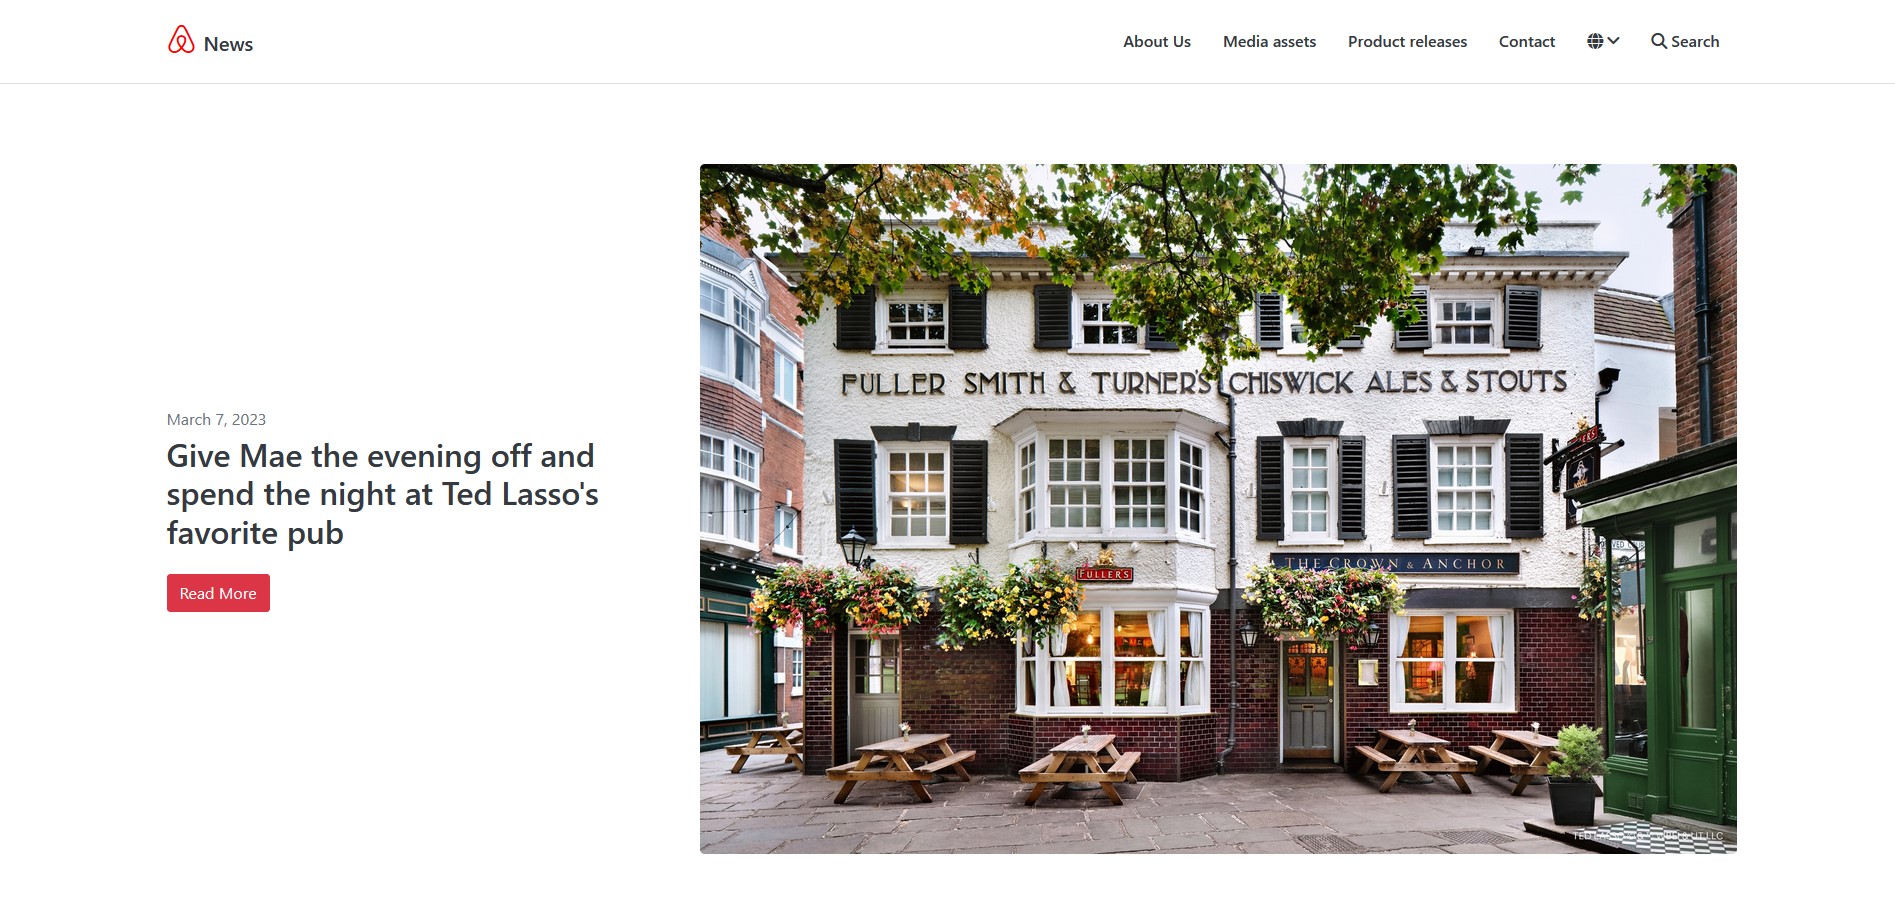 News
About Us
Media assets
Product releases
Contact
Search
March 7, 2023
Give Mae the evening off and
spend the night at Ted Lasso's
favorite pub
Read More
FULLER SMITH & TURNER'S CHISWICK ALES & STOUTS
THE CROWN & ANCHOR
FULLERS